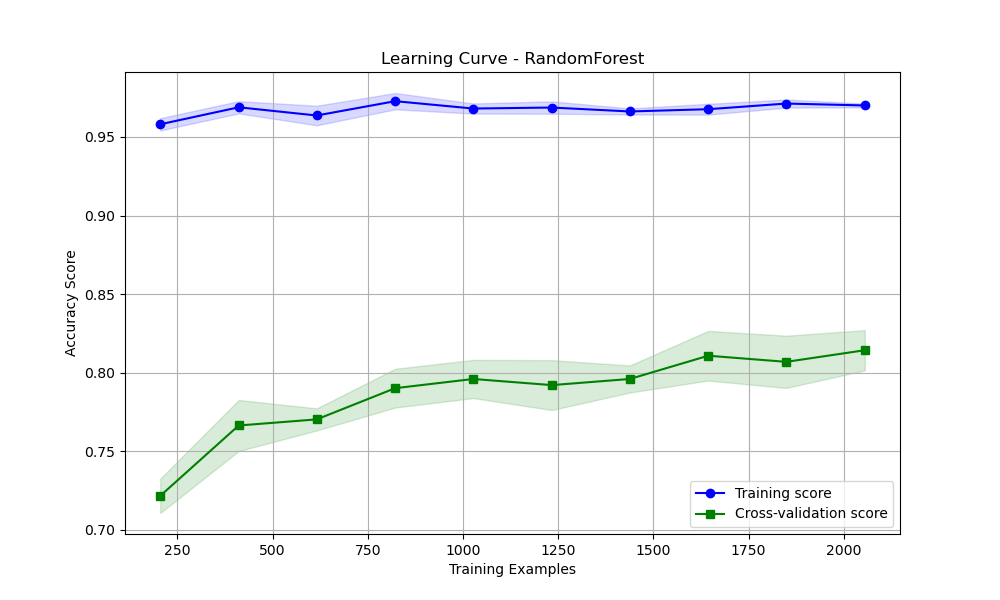 Learning Curve - RandomForest
Accuracy Score
0.95
0.90
0.85
0.80
0.75
0.70
250
500
750
1000
1250
1500
1750
2000
Training Examples
Training score
Cross-validation score